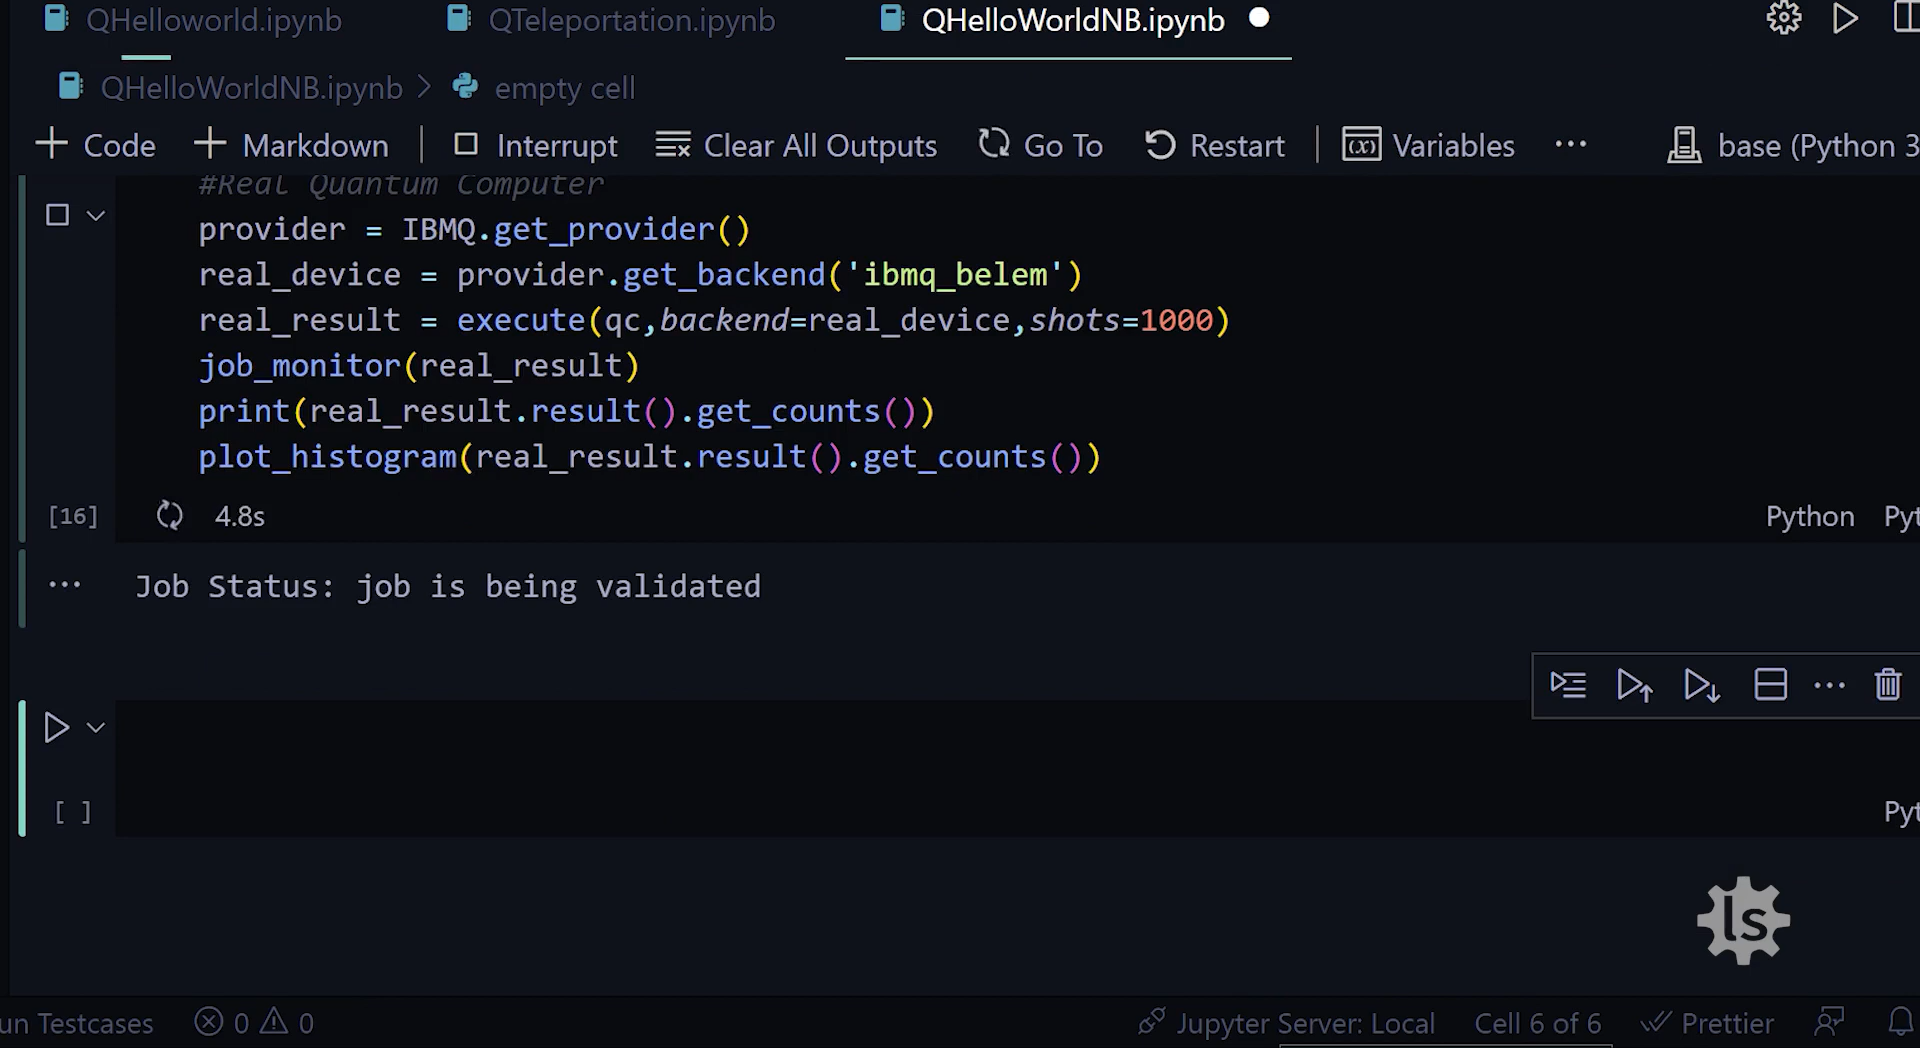 QHelloworld.ipynb QTeleportation.ipynb QHelloWorldNB.ipynb
QHelloWorldNB.ipynb > empty cell
+ Code + Markdown | Interrupt Clear All Outputs Go To Restart | (x) Variables ... base (Python 3
#Real Quantum Computer
provider = IBMQ.get_provider()
real_device = provider.get_backend('ibmq_belem')
real_result = execute(qc,backend=real_device,shots=1000)
job_monitor(real_result)
print(real_result.result().get_counts())
plot_histogram(real_result.result().get_counts())
[16] 4.8s Python Pyt
... Job Status: job is being validated
[ ] Pyt
ls
un Testcases 0 0 Jupyter Server: Local Cell 6 of 6 Prettier